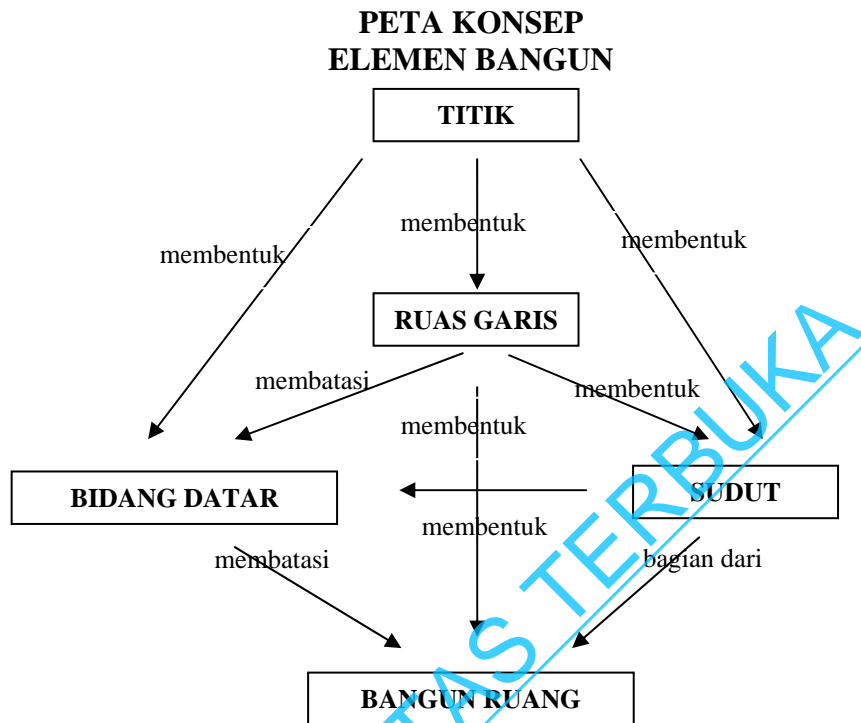 PETA KONSEP
ELEMEN BANGUN
TITIK
membentuk
membentuk
membentuk
RUAS GARIS
membatasi
membentuk
membentuk
BIDANG DATAR
SUDUT
membentuk
membatasi
bagian dari
BANGUN RUANG
TAS TERBUKA